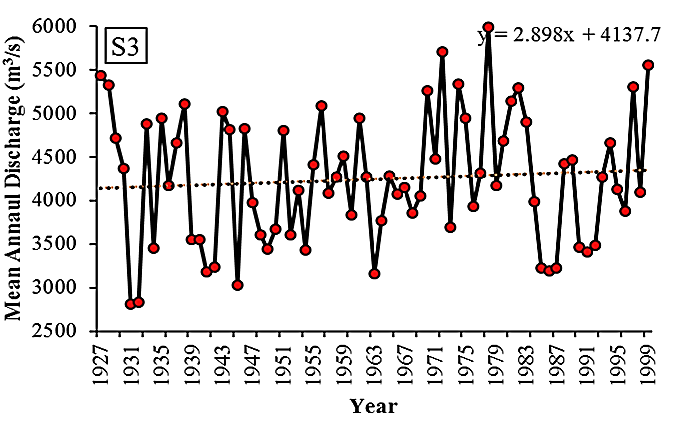 S3
y = 2.898x + 4137.7
Mean Annaul Discharge (m³/s)
6000
5500
5000
4500
4000
3500
3000
2500
1927 1931 1935 1939 1943 1947 1951 1955 1959 1963 1967 1971 1975 1979 1983 1987 1991 1995 1999
Year